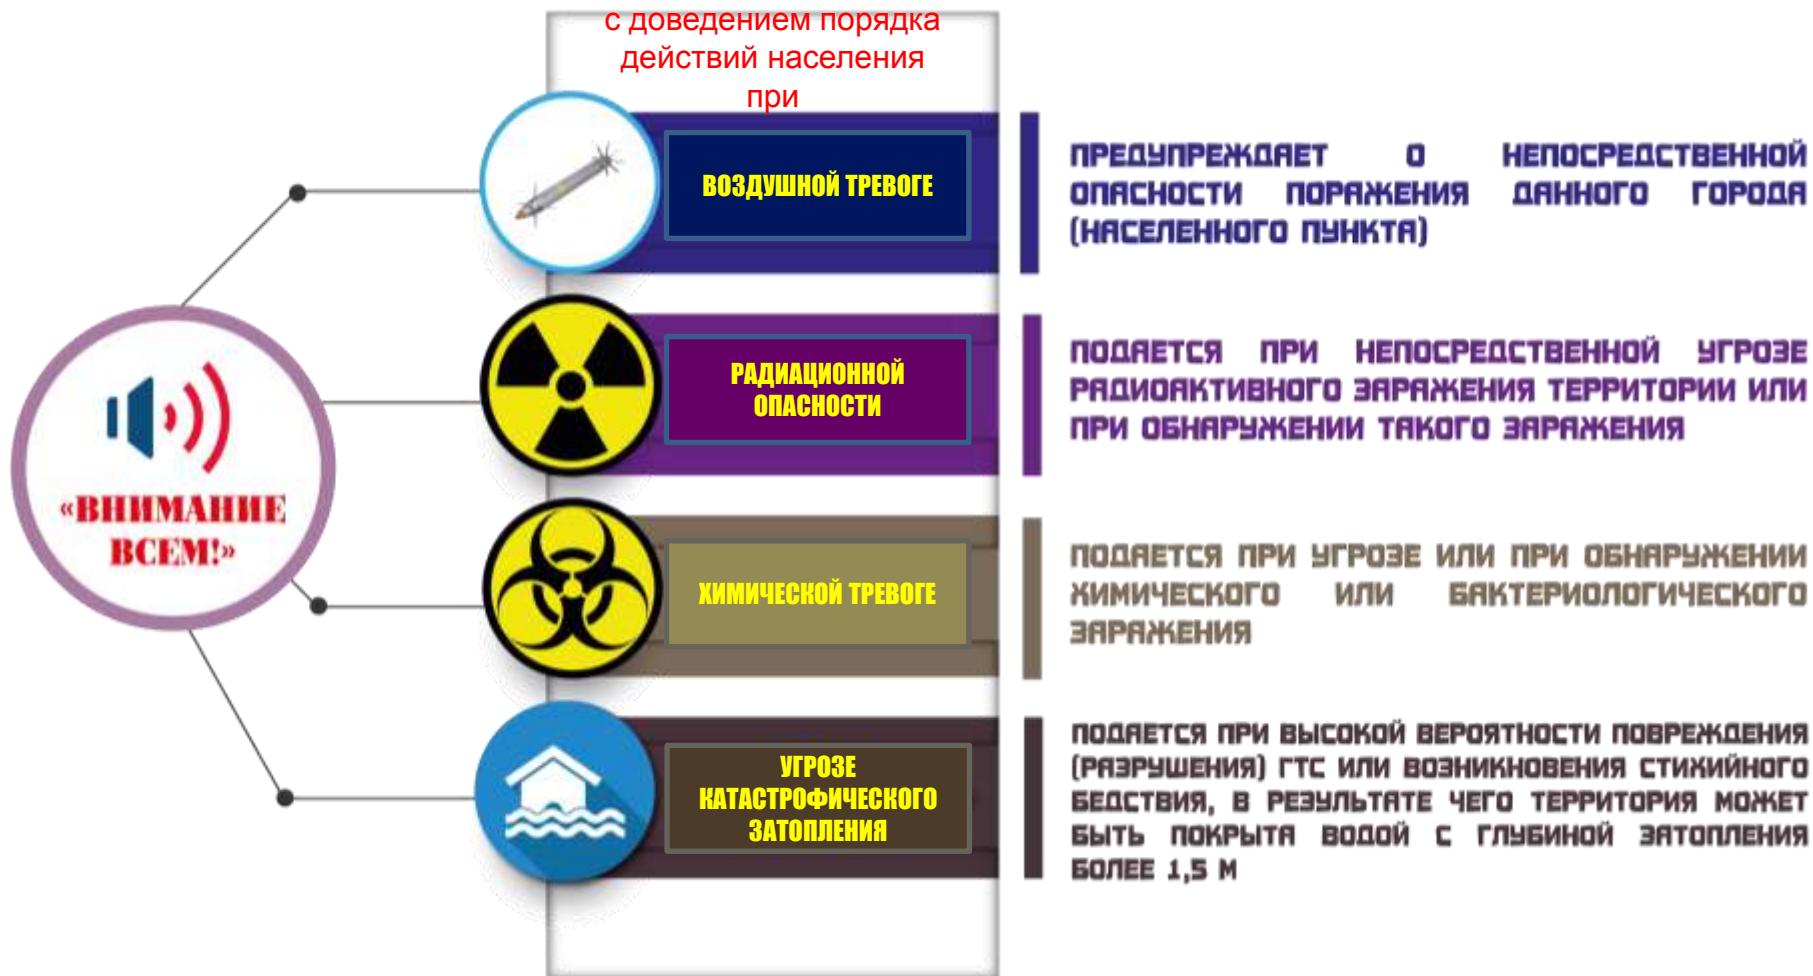 с доведением порядка
действий населения
при
ВОЗДУШНОЙ ТРЕВОГЕ
ПРЕДУПРЕЖДАЕТ О НЕПОСРЕДСТВЕННОЙ
ОПАСНОСТИ ПОРАЖЕНИЯ ДАННОГО ГОРОДА
(НАСЕЛЕННОГО ПУНКТА)
РАДИАЦИОННОЙ
ОПАСНОСТИ
ПОДАЕТСЯ ПРИ НЕПОСРЕДСТВЕННОЙ УГРОЗЕ
РАДИОАКТИВНОГО ЗАРАЖЕНИЯ ТЕРРИТОРИИ ИЛИ
ПРИ ОБНАРУЖЕНИИ ТАКОГО ЗАРАЖЕНИЯ
«ВНИМАНИЕ
ВСЕМ!»
ХИМИЧЕСКОЙ ТРЕВОГЕ
ПОДАЕТСЯ ПРИ УГРОЗЕ ИЛИ ПРИ ОБНАРУЖЕНИИ
ХИМИЧЕСКОГО ИЛИ БАКТЕРИОЛОГИЧЕСКОГО
ЗАРАЖЕНИЯ
УГРОЗЕ
КАТАСТРОФИЧЕСКОГО
ЗАТОПЛЕНИЯ
ПОДАЕТСЯ ПРИ ВЫСОКОЙ ВЕРОЯТНОСТИ ПОВРЕЖДЕНИЯ
(РАЗРУШЕНИЯ) ГТС ИЛИ ВОЗНИКНОВЕНИЯ СТИХИЙНОГО
БЕДСТВИЯ, В РЕЗУЛЬТАТЕ ЧЕГО ТЕРРИТОРИЯ МОЖЕТ
БЫТЬ ПОКРЫТА ВОДОЙ С ГЛУБИНОЙ ЗАТОПЛЕНИЯ
БОЛЕЕ 1,5 М